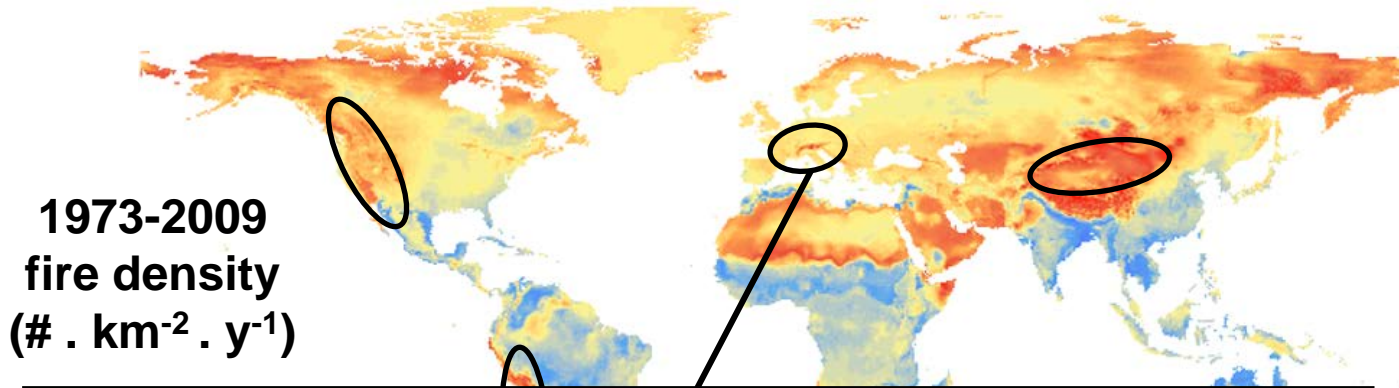 1973-2009
fire density
(# . km-2 . y-1)